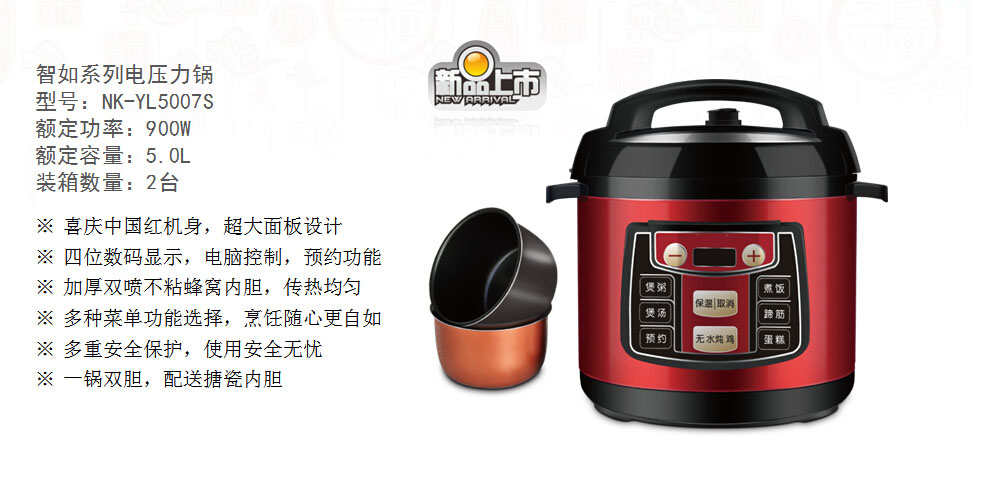 智如系列电压力锅
型号：NK-YL5007S
额定功率：900W
额定容量：5.0L
装箱数量：2台
※ 喜庆中国红机身，超大面板设计
※ 四位数码显示，电脑控制，预约功能
※ 加厚双喷不粘蜂窝内胆，传热均匀
※ 多种菜单功能选择，烹饪随心更自如
※ 多重安全保护，使用安全无忧
※ 一锅双胆，配送搪瓷内胆
新品上市
NEW ARRIVAL
－ ＋
煲粥 保温|取消 煮饭
煲汤 蹄筋
预约 无水炖鸡 蛋糕